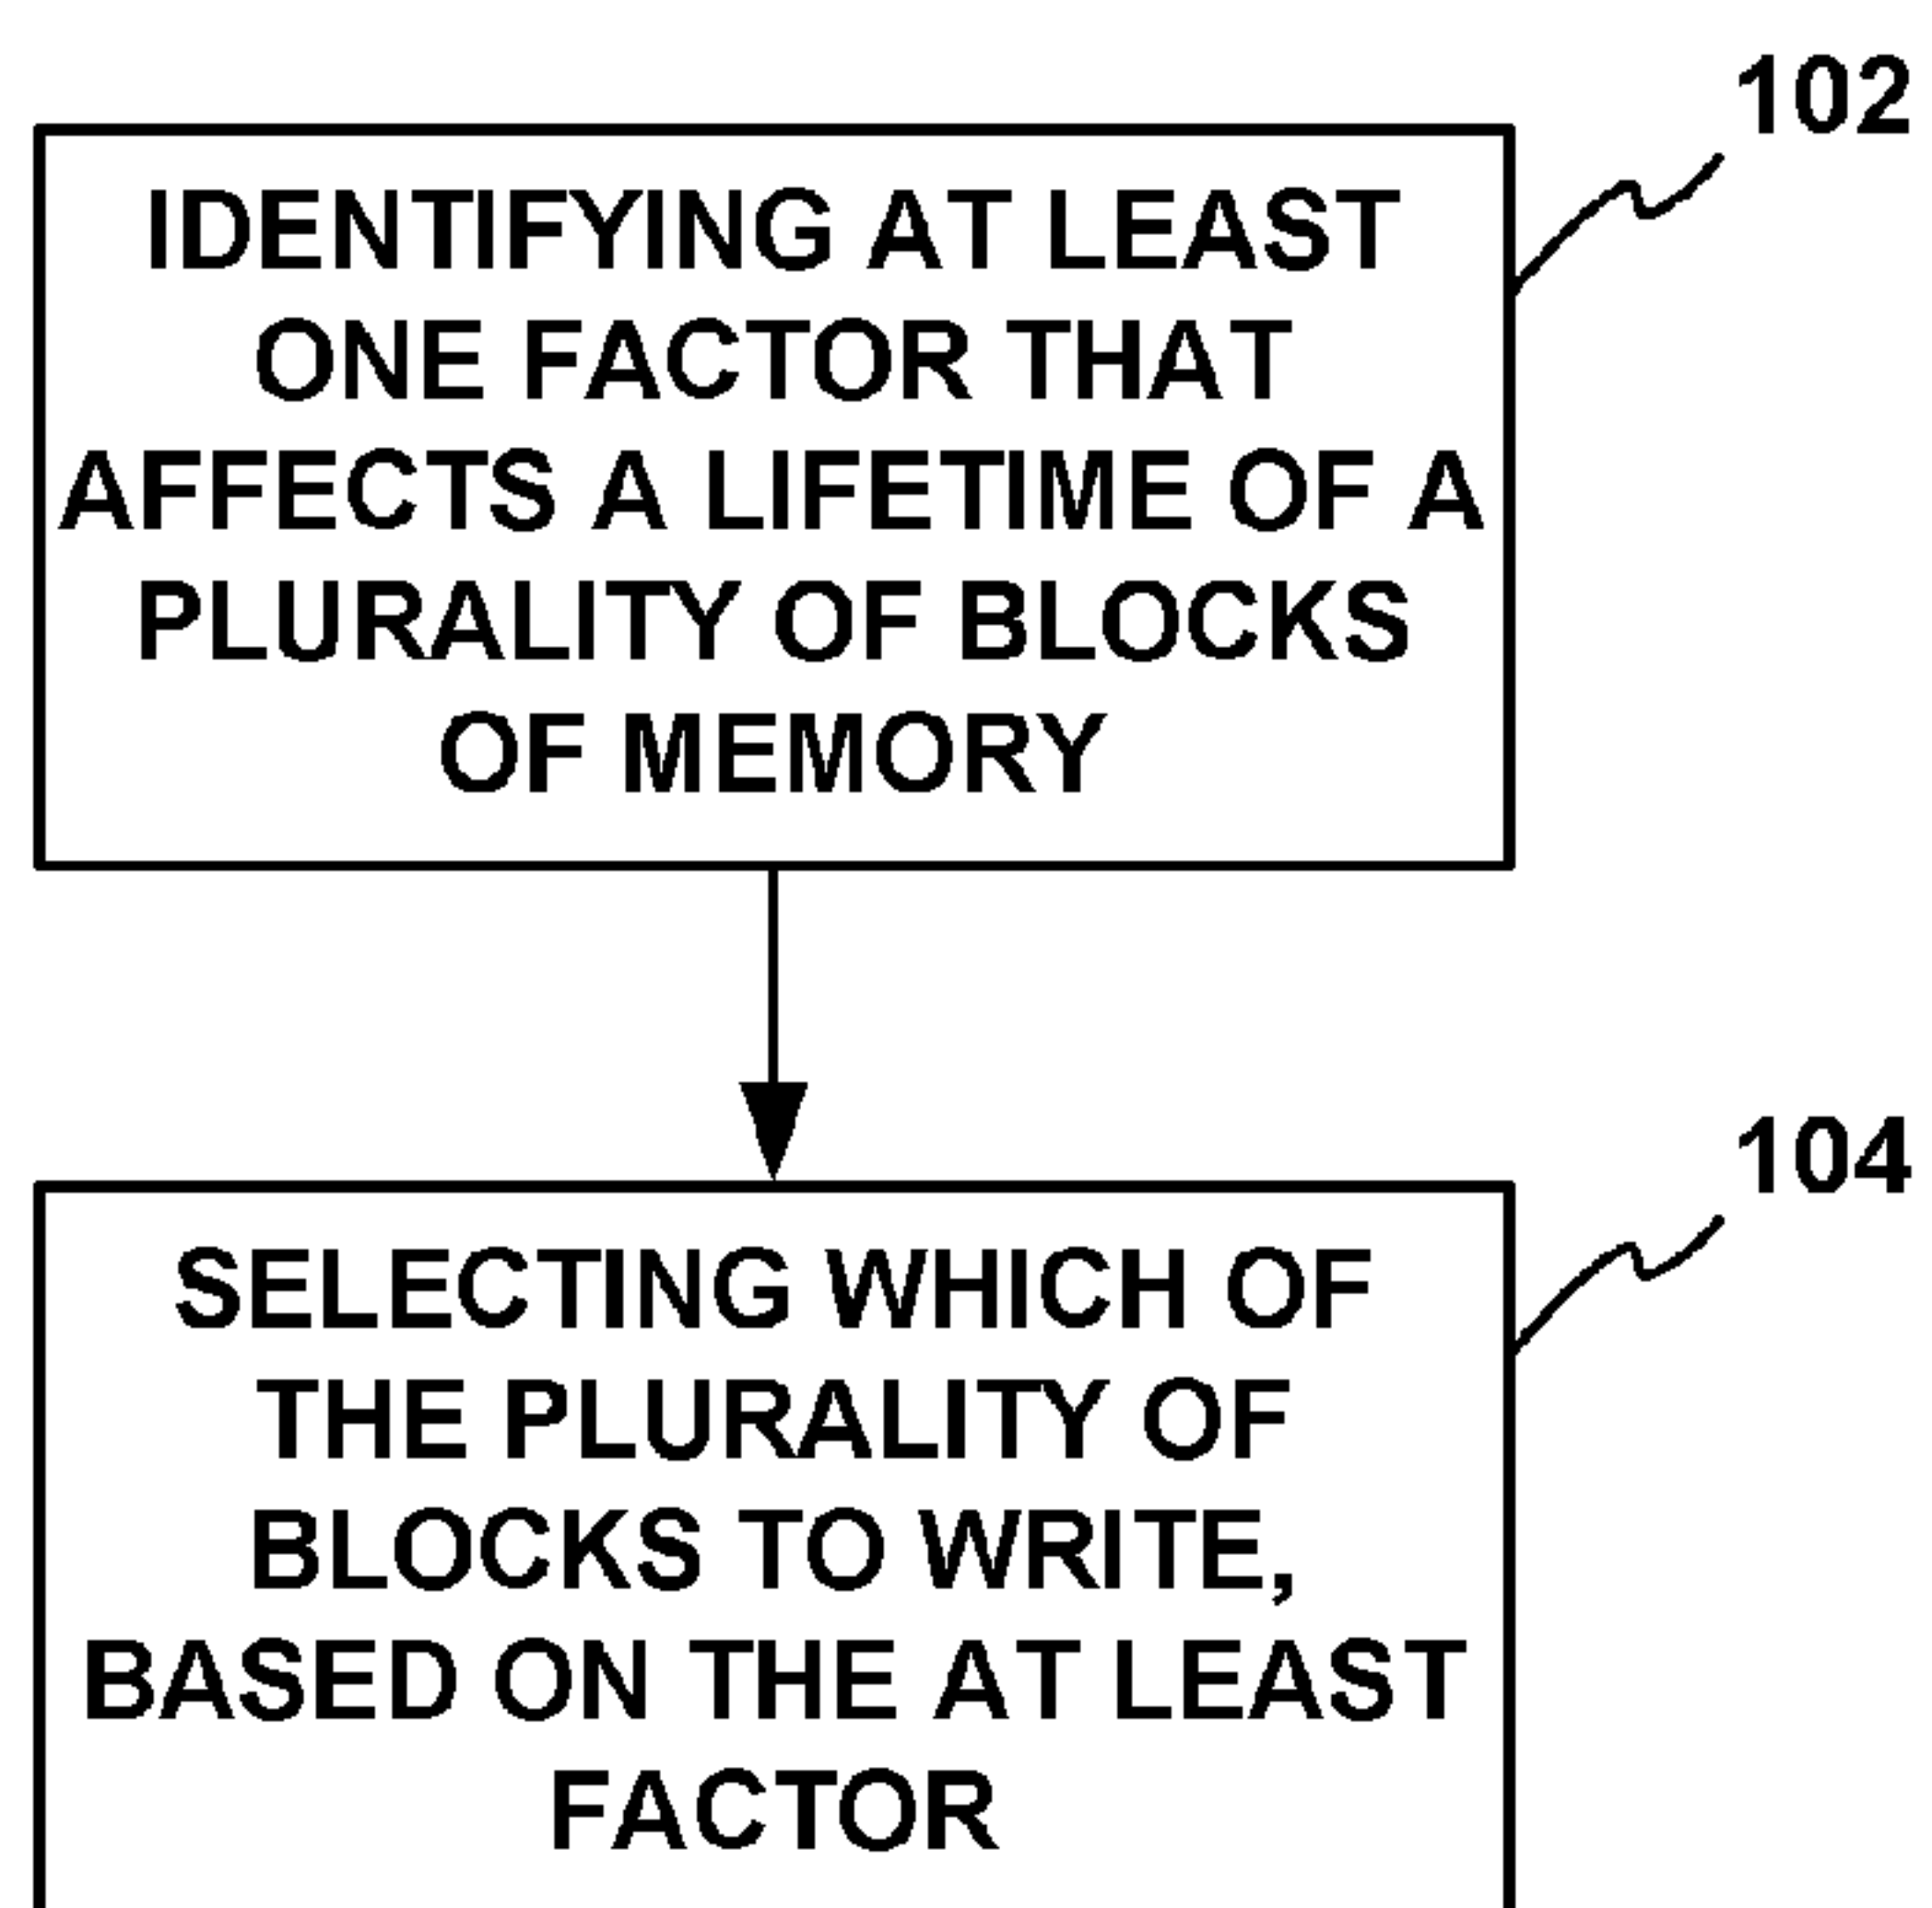 102
IDENTIFYING AT LEAST
ONE FACTOR THAT
AFFECTS A LIFETIME OF A
PLURALITY OF BLOCKS
OF MEMORY
104
SELECTING WHICH OF
THE PLURALITY OF
BLOCKS TO WRITE,
BASED ON THE AT LEAST
FACTOR